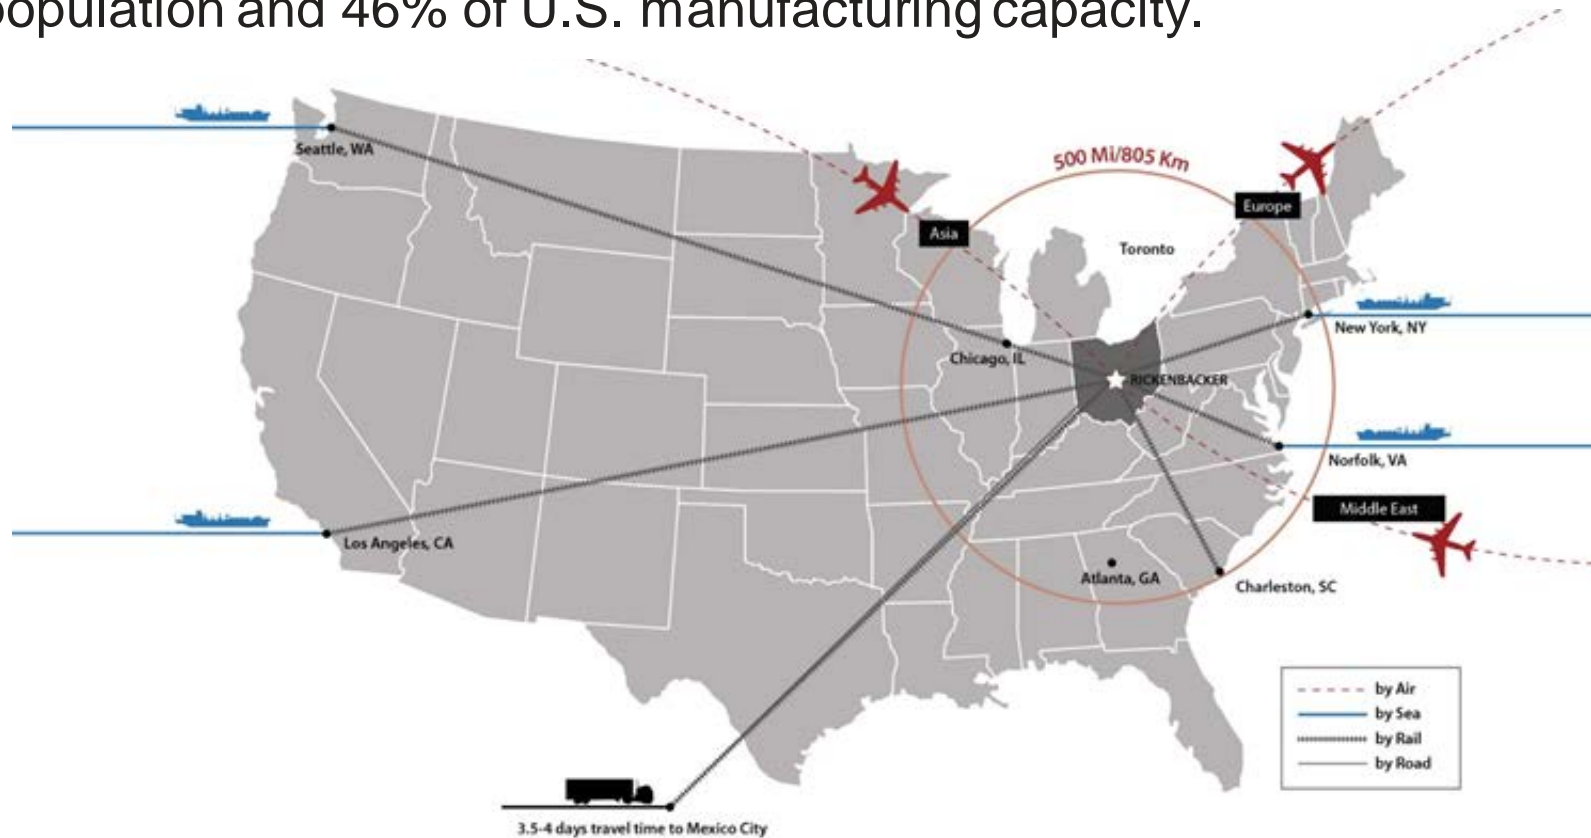 population and 46% of U.S. manufacturing capacity.
500 Mi/805 Km
Seattle, WA
Europe
Asia
Toronto
New York, NY
Chicago, IL
RICKENBACKER
Norfolk, VA
Middle East
Los Angeles, CA
Atlanta, GA
Charleston, SC
by Air
by Sea
by Rail
by Road
3.5-4 days travel time to Mexico City